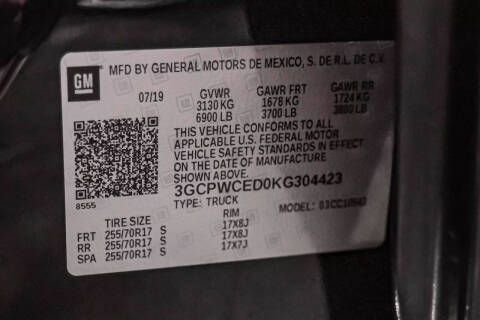 GM
MFD BY GENERAL MOTORS DE MEXICO, S. DE R.L. DE C.V.
07/19 GVWR GAWR FRT GAWR RR
3130 KG 1678 KG 1724 KG
6900 LB 3700 LB 3800 LB
THIS VEHICLE CONFORMS TO ALL
APPLICABLE U.S. FEDERAL MOTOR
VEHICLE SAFETY STANDARDS IN EFFECT
ON THE DATE OF MANUFACTURE
SHOWN ABOVE.
3GCPWCED0KG304423
8555
TYPE: TRUCK MODEL:
TIRE SIZE RIM
FRT 255/70R17 S 17X8J
RR 255/70R17 S 17X8J
SPA 255/70R17 S 17X7J